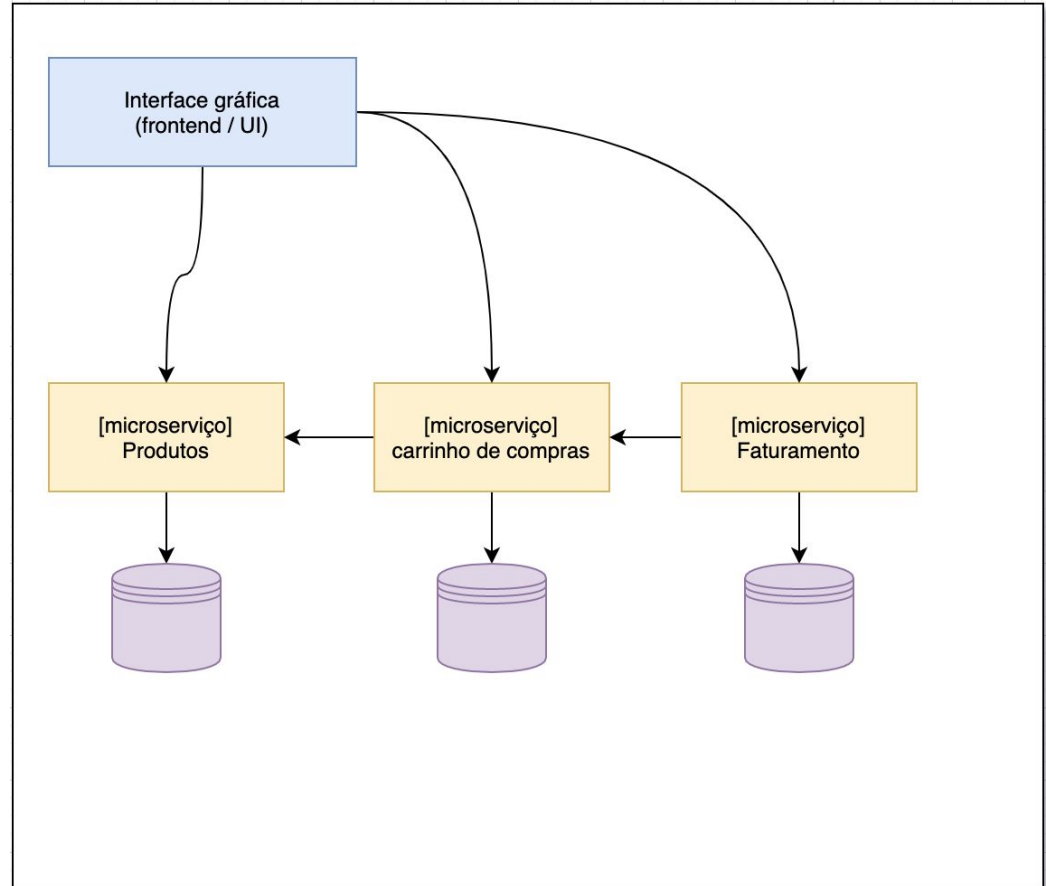 Interface gráfica
(frontend / UI)
[microserviço]
Produtos
[microserviço]
carrinho de compras
[microserviço]
Faturamento